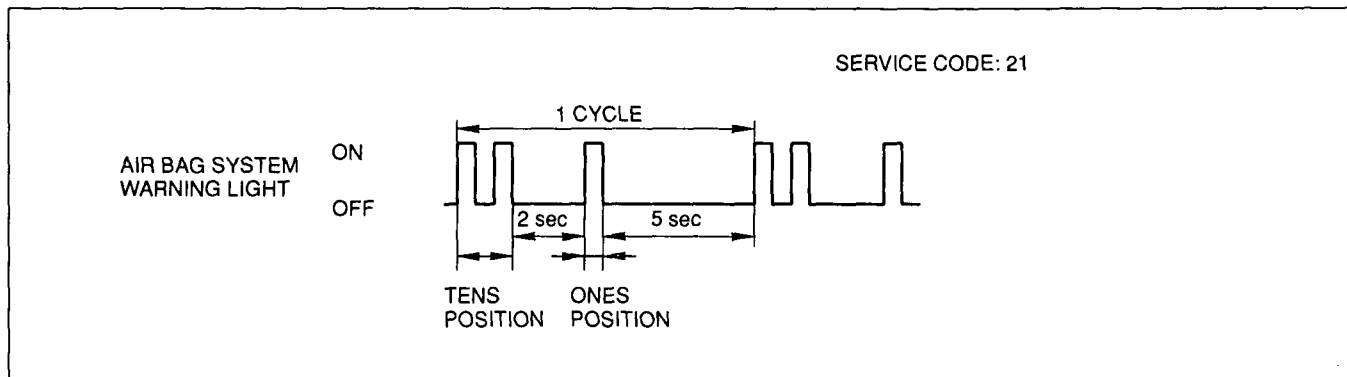 SERVICE CODE: 21
1 CYCLE
AIR BAG SYSTEM
WARNING LIGHT
ON
OFF
2 sec
5 sec
TENS
POSITION
ONES
POSITION